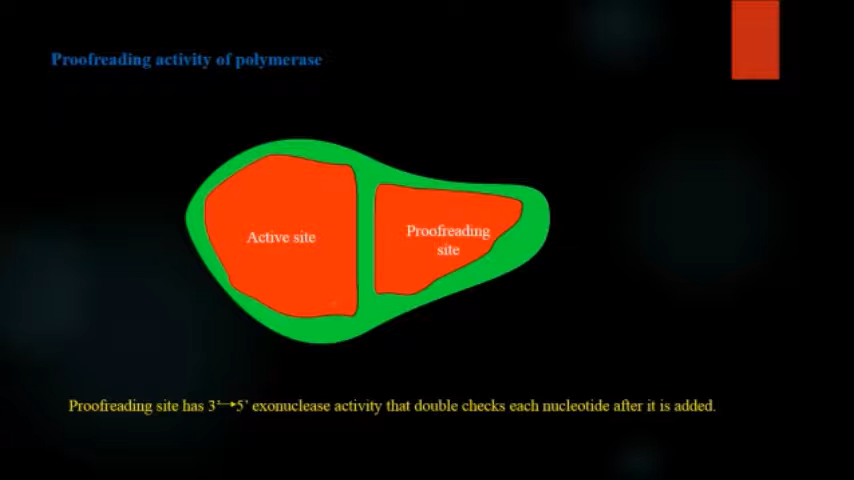 Proofreading activity of polymerase
Active site
Proofreading
site
Proofreading site has 3'→5' exonuclease activity that double checks each nucleotide after it is added.